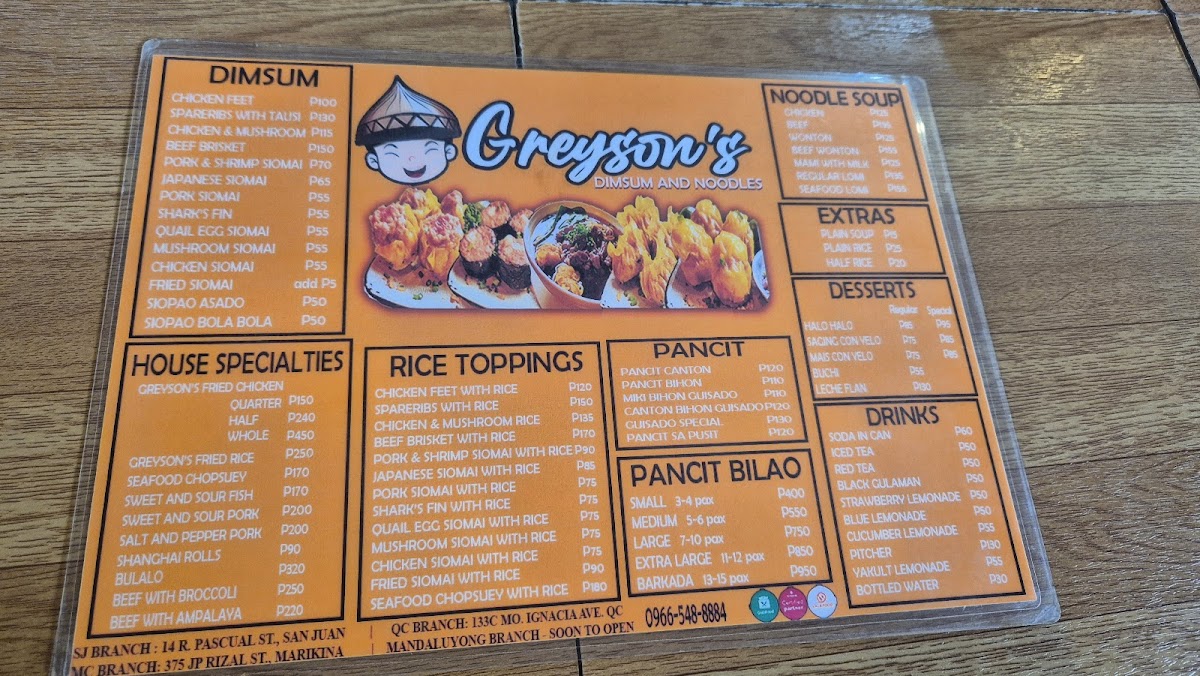 DIMSUM
CHICKEN FEET P100
SPARERIBS WITH TAUSI P130
CHICKEN & MUSHROOM P115
BEEF BRISKET P150
PORK & SHRIMP SIOMAI P70
JAPANESE SIOMAI P65
PORK SIOMAI P55
SHARK'S FIN P55
QUAIL EGG SIOMAI P55
MUSHROOM SIOMAI P55
CHICKEN SIOMAI P55
FRIED SIOMAI add P5
SIOPAO ASADO P50
SIOPAO BOLA BOLA P50
Greyson's
DIMSUM AND NOODLES
NOODLE SOUP
CHICKEN P125
BEEF
WONTON P125
BEEF WONTON P155
MAMI WITH MILK P125
REGULAR LOMI P135
SEAFOOD LOMI P155
EXTRAS
PLAIN SOUP P15
PLAIN RICE P25
HALF RICE P20
DESSERTS
Regular Special
HALO HALO P85 P95
SAGING CON YELO P75 P85
MAIS CON YELO P75 P85
BUCHI P55
LECHE FLAN P130
HOUSE SPECIALTIES
GREYSON'S FRIED CHICKEN
QUARTER P150
HALF P240
WHOLE P450
GREYSON'S FRIED RICE P250
SEAFOOD CHOPSUEY P170
SWEET AND SOUR FISH P170
SWEET AND SOUR PORK P200
SALT AND PEPPER PORK P200
SHANGHAI ROLLS P90
BULALO P320
BEEF WITH BROCCOLI P250
BEEF WITH AMPALAYA P220
RICE TOPPINGS
CHICKEN FEET WITH RICE P120
SPARERIBS WITH RICE P150
CHICKEN & MUSHROOM RICE P135
BEEF BRISKET WITH RICE P170
PORK & SHRIMP SIOMAI WITH RICE P90
JAPANESE SIOMAI WITH RICE P85
PORK SIOMAI WITH RICE P75
SHARK'S FIN WITH RICE P75
QUAIL EGG SIOMAI WITH RICE P75
MUSHROOM SIOMAI WITH RICE P75
CHICKEN SIOMAI WITH RICE P75
FRIED SIOMAI WITH RICE P90
SEAFOOD CHOPSUEY WITH RICE P180
PANCIT
PANCIT CANTON P120
PANCIT BIHON P110
MIKI BIHON GUISADO P110
CANTON BIHON GUISADO P120
GUISADO SPECIAL P130
PANCIT SA PUSIT P120
PANCIT BILAO
SMALL 3-4 pax P400
MEDIUM 5-6 pax P550
LARGE 7-10 pax P750
EXTRA LARGE 11-12 pax P850
BARKADA 13-15 pax P950
DRINKS
SODA IN CAN P60
ICED TEA P50
RED TEA P50
BLACK GULAMAN P50
STRAWBERRY LEMONADE P50
BLUE LEMONADE P50
CUCUMBER LEMONADE P55
PITCHER P130
YAKULT LEMONADE P55
BOTTLED WATER P30
SJ BRANCH : 14 R. PASCUAL ST., SAN JUAN | QC BRANCH: 133C MO. IGNACIA AVE. QC
MC BRANCH: 375 JP RIZAL ST., MARIKINA | MANDALUYONG BRANCH - SOON TO OPEN
0966-548-8884